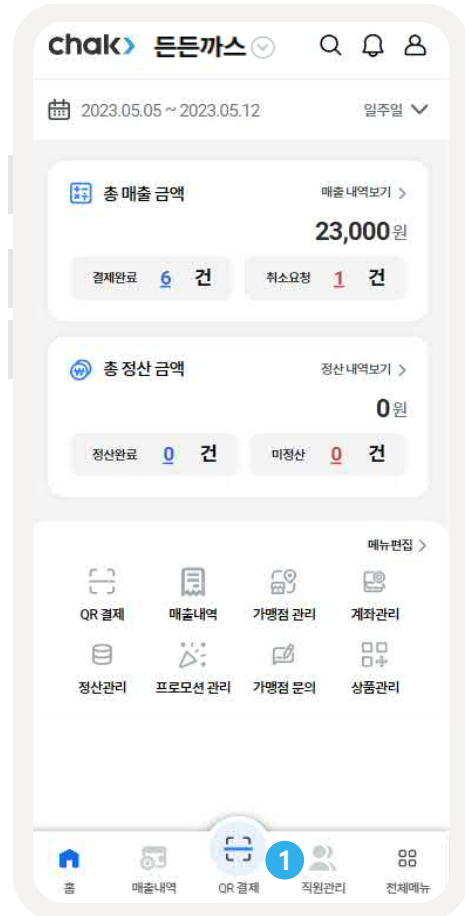 chak 든든까스
2023.05.05 ~ 2023.05.12 일주일
총 매출 금액 매출 내역보기
23,000 원
결제완료 6 건 취소요청 1 건
총 정산 금액 정산 내역보기
0 원
정산완료 0 건 미정산 0 건
메뉴편집
QR 결제 매출내역 가맹점 관리 계좌관리
정산관리 프로모션 관리 가맹점 문의 상품관리
1
홈 매출내역 QR 결제 직원관리 전체메뉴